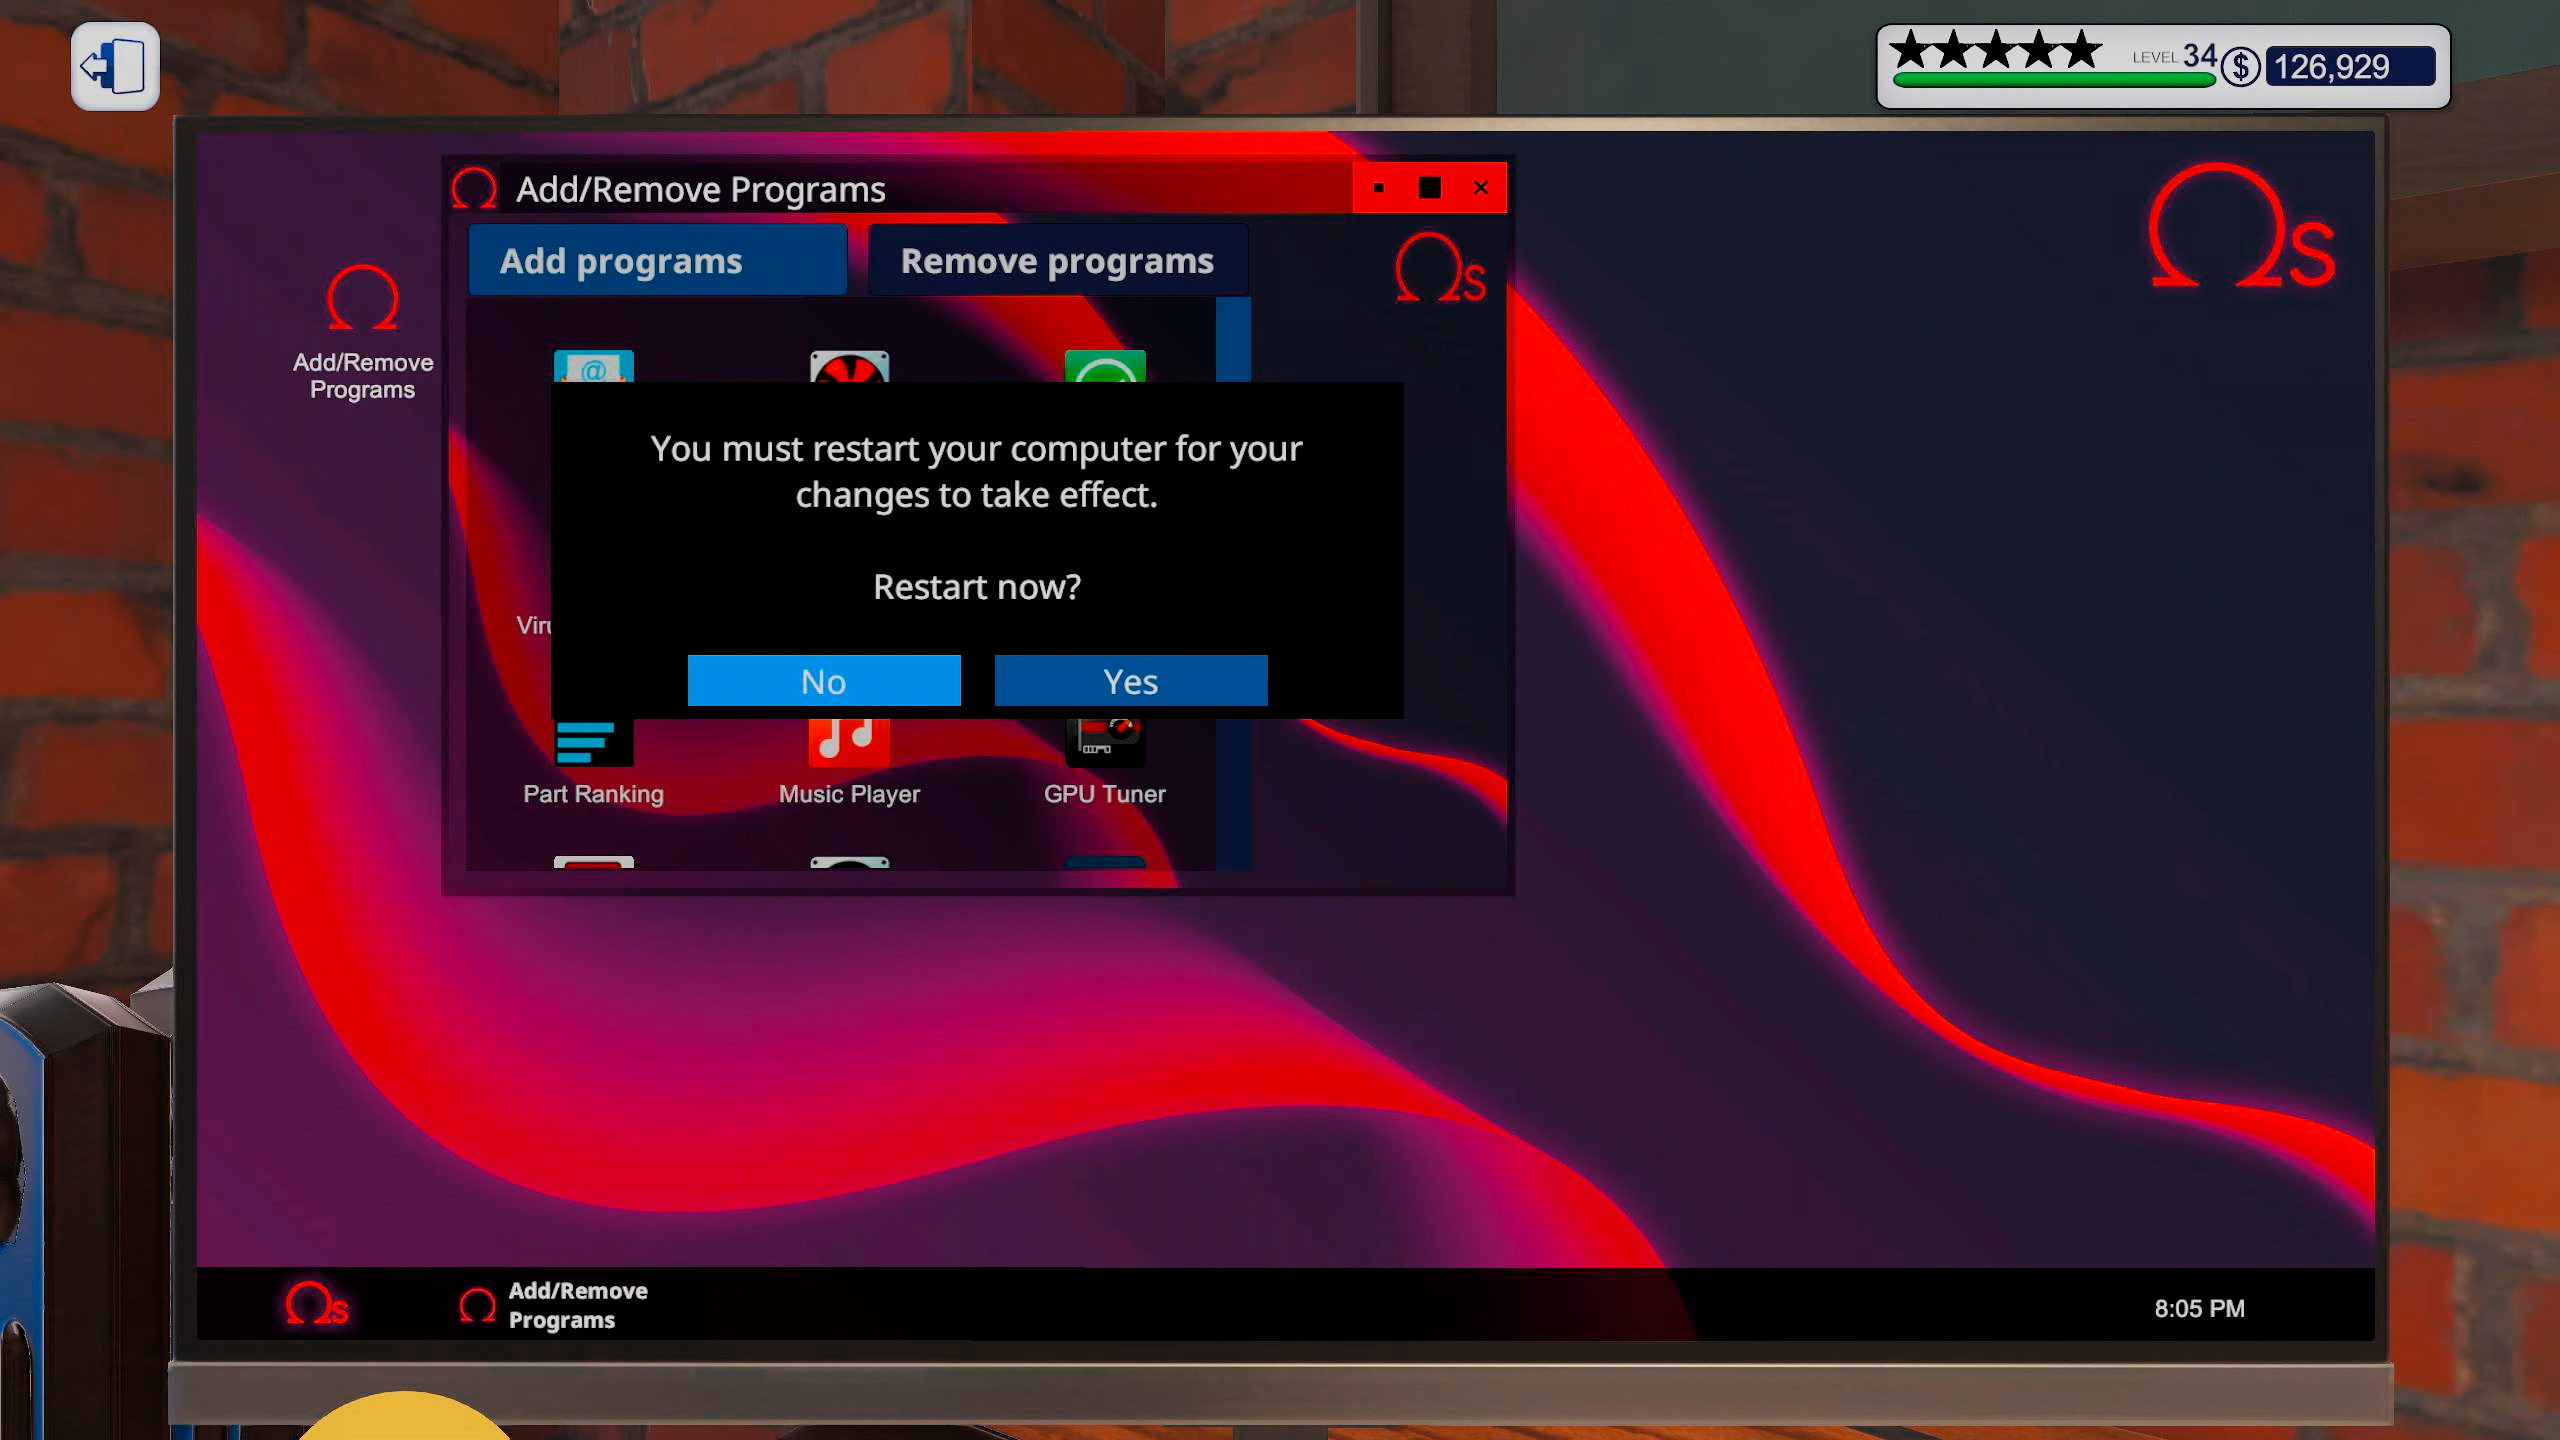 LEVEL 34
$ 126,929
Add/Remove Programs
Add programs
Remove programs
Ωs
Ωs
Add/Remove
Programs
You must restart your computer for your
changes to take effect.
Restart now?
No
Yes
Part Ranking
Music Player
GPU Tuner
Ωs
Add/Remove
Programs
8:05 PM